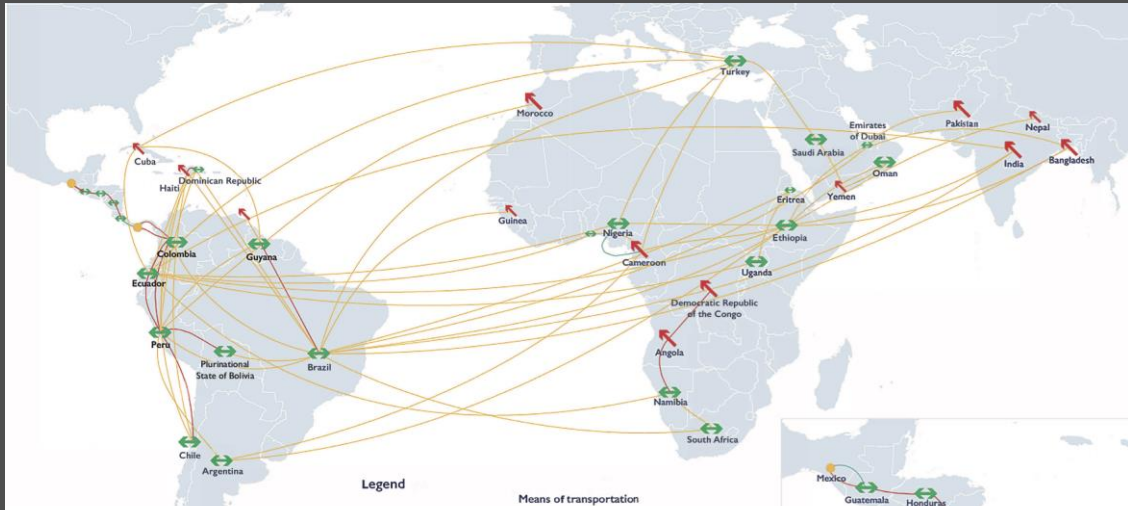 Turkey
Morocco
Pakistan
Nepal
Emirates
of Dubai
Saudi Arabia
India
Bangladesh
Cuba
Oman
Dominican Republic
Haiti
Yemen
Eritrea
Guinea
Nigeria
Ethiopia
Colombia
Guyana
Cameroon
Uganda
Ecuador
Democratic Republic
of the Congo
Peru
Angola
Plurinational
State of Bolivia
Brazil
Namibia
South Africa
Chile
Argentina
Legend
Means of transportation
Mexico
Guatemala
Honduras